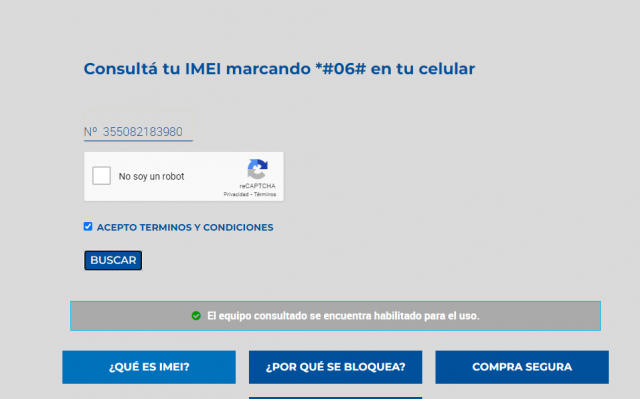 Consultá tu IMEI marcando *#06# en tu celular
Nº 355082183980
No soy un robot
reCAPTCHA
Privacidad - Términos
ACEPTO TERMINOS Y CONDICIONES
BUSCAR
El equipo consultado se encuentra habilitado para el uso.
¿QUÉ ES IMEI? ¿POR QUÉ SE BLOQUEA? COMPRA SEGURA